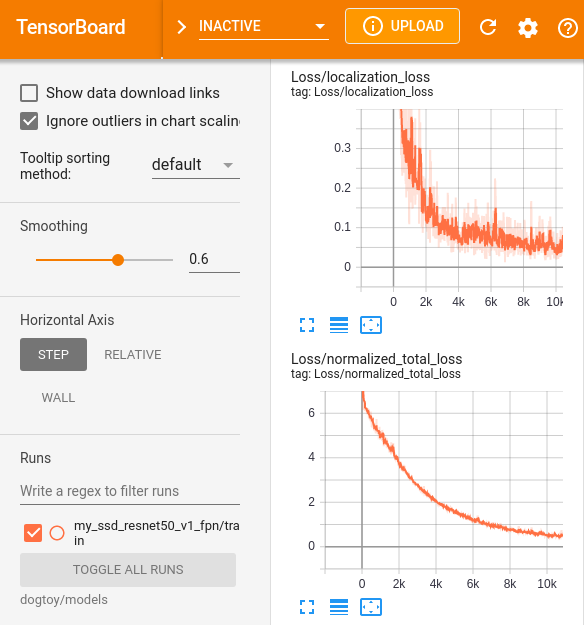 TensorBoard
INACTIVE
UPLOAD
Show data download links
Ignore outliers in chart scalin
Tooltip sorting
method:
default
Smoothing
0.6
Horizontal Axis
STEP
RELATIVE
WALL
Runs
Write a regex to filter runs
my_ssd_resnet50_v1_fpn/tra
in
TOGGLE ALL RUNS
dogtoy/models
Loss/localization_loss
tag: Loss/localization_loss
0.3
0.2
0.1
0
0 2k 4k 6k 8k 10k
Loss/normalized_total_loss
tag: Loss/normalized_total_loss
6
4
2
0
0 2k 4k 6k 8k 10k